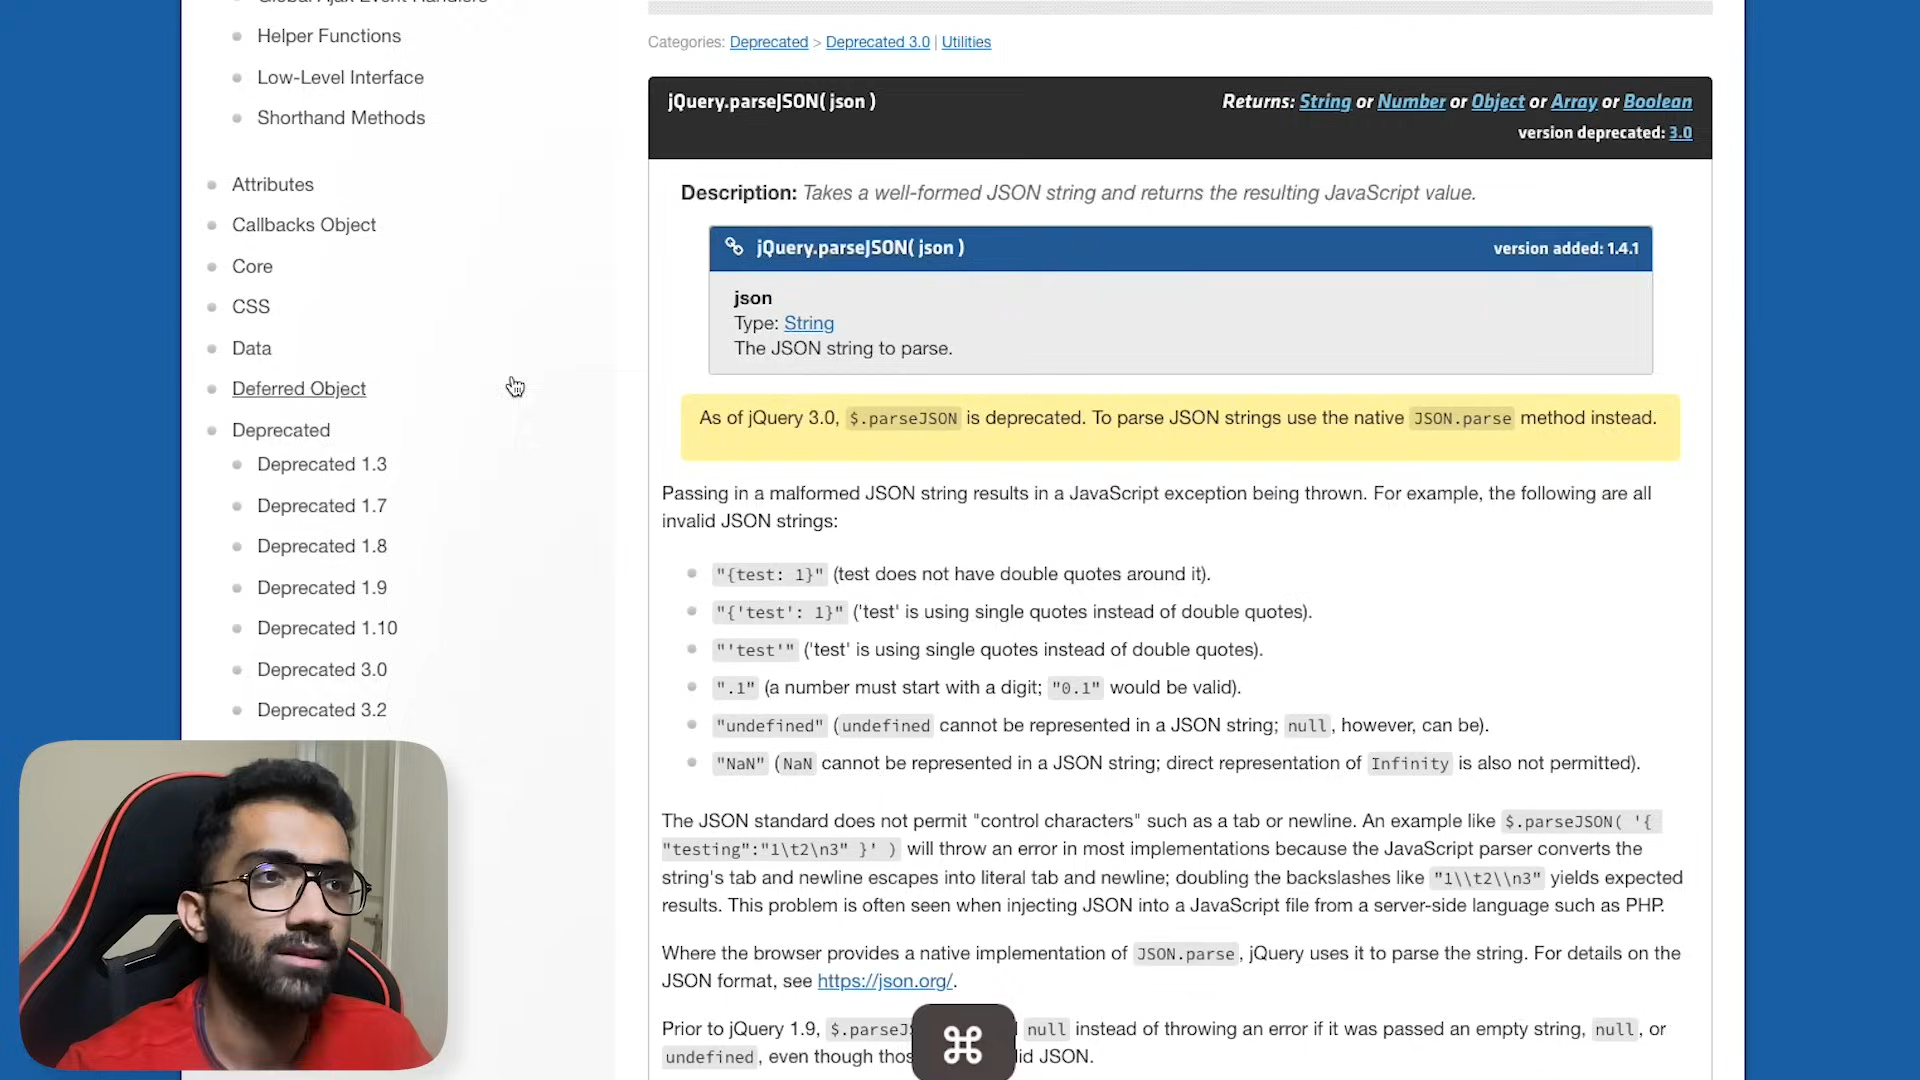 Global Ajax Event Handlers
Helper Functions
Low-Level Interface
Shorthand Methods
Attributes
Callbacks Object
Core
CSS
Data
Deferred Object
Deprecated
Deprecated 1.3
Deprecated 1.7
Deprecated 1.8
Deprecated 1.9
Deprecated 1.10
Deprecated 3.0
Deprecated 3.2
Categories: Deprecated > Deprecated 3.0 | Utilities
jQuery.parseJSON( json )
Returns: String or Number or Object or Array or Boolean
version deprecated: 3.0
Description: Takes a well-formed JSON string and returns the resulting JavaScript value.
jQuery.parseJSON( json )
version added: 1.4.1
json
Type: String
The JSON string to parse.
As of jQuery 3.0, $.parseJSON is deprecated. To parse JSON strings use the native JSON.parse method instead.
Passing in a malformed JSON string results in a JavaScript exception being thrown. For example, the following are all
invalid JSON strings:
"{test: 1}" (test does not have double quotes around it).
"{'test': 1}" ('test' is using single quotes instead of double quotes).
"'test'" ('test' is using single quotes instead of double quotes).
".1" (a number must start with a digit; "0.1" would be valid).
"undefined" (undefined cannot be represented in a JSON string; null, however, can be).
"NaN" (NaN cannot be represented in a JSON string; direct representation of Infinity is also not permitted).
The JSON standard does not permit "control characters" such as a tab or newline. An example like $.parseJSON( '{
"testing":"1\t2\n3" }' ) will throw an error in most implementations because the JavaScript parser converts the
string's tab and newline escapes into literal tab and newline; doubling the backslashes like "1\\t2\\n3" yields expected
results. This problem is often seen when injecting JSON into a JavaScript file from a server-side language such as PHP.
Where the browser provides a native implementation of JSON.parse, jQuery uses it to parse the string. For details on the
JSON format, see https://json.org/.
Prior to jQuery 1.9, $.parseJ null instead of throwing an error if it was passed an empty string, null, or
undefined, even though thos lid JSON.